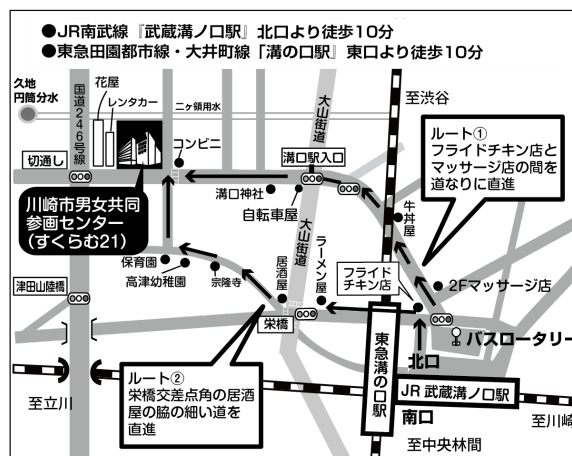 ●JR南武線『武蔵溝ノ口駅』北口より徒歩10分
●東急田園都市線・大井町線「溝の口駅」東口より徒歩10分
久地
円筒分水
国道246号線
花屋
レンタカー
二ヶ領用水
大山街道
至渋谷
コンビニ
切通し
溝口駅入口
ルート①
フライドチキン店と
マッサージ店の間を
道なりに直進
川崎市男女共同
参画センター
(すくらむ21)
溝口神社
自転車屋
牛丼屋
大山街道
保育園
高津幼稚園
宗隆寺
居酒屋
ラーメン屋
フライド
チキン店
2Fマッサージ店
津田山陸橋
栄橋
北口
バスロータリー
ルート②
栄橋交差点角の居酒
屋の脇の細い道を
直進
東急溝の口駅
JR 武蔵溝ノ口駅
南口
至立川
至川崎
至中央林間